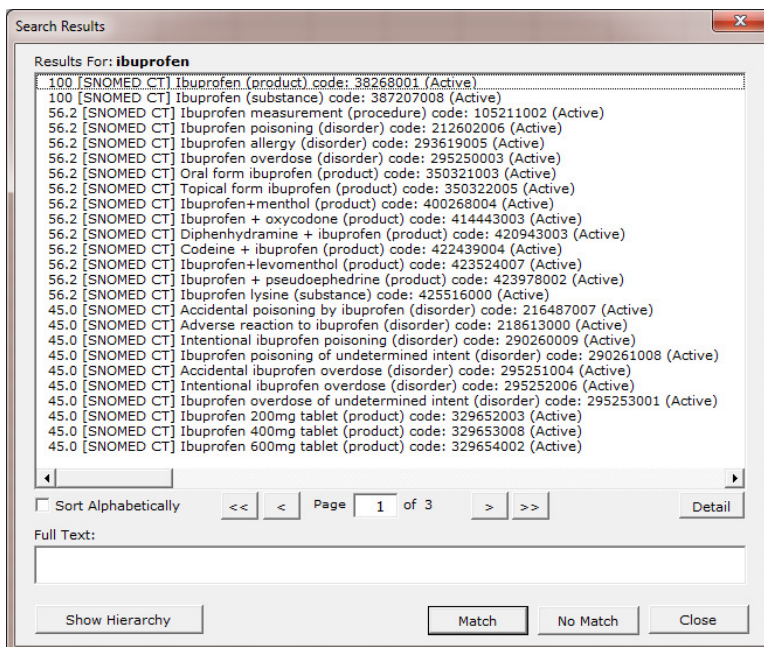 Search Results
x
Results For: ibuprofen
100 [SNOMED CT] Ibuprofen (product) code: 38268001 (Active)
100 [SNOMED CT] Ibuprofen (substance) code: 387207008 (Active)
56.2 [SNOMED CT] Ibuprofen measurement (procedure) code: 105211002 (Active)
56.2 [SNOMED CT] Ibuprofen poisoning (disorder) code: 212602006 (Active)
56.2 [SNOMED CT] Ibuprofen allergy (disorder) code: 293619005 (Active)
56.2 [SNOMED CT] Ibuprofen overdose (disorder) code: 295250003 (Active)
56.2 [SNOMED CT] Oral form ibuprofen (product) code: 350321003 (Active)
56.2 [SNOMED CT] Topical form ibuprofen (product) code: 350322005 (Active)
56.2 [SNOMED CT] Ibuprofen+menthol (product) code: 400268004 (Active)
56.2 [SNOMED CT] Ibuprofen + oxycodone (product) code: 414443003 (Active)
56.2 [SNOMED CT] Diphenhydramine + ibuprofen (product) code: 420943003 (Active)
56.2 [SNOMED CT] Codeine + ibuprofen (product) code: 422439004 (Active)
56.2 [SNOMED CT] Ibuprofen+levomenthol (product) code: 423524007 (Active)
56.2 [SNOMED CT] Ibuprofen + pseudoephedrine (product) code: 423978002 (Active)
56.2 [SNOMED CT] Ibuprofen lysine (substance) code: 425516000 (Active)
45.0 [SNOMED CT] Accidental poisoning by ibuprofen (disorder) code: 216487007 (Active)
45.0 [SNOMED CT] Adverse reaction to ibuprofen (disorder) code: 218613000 (Active)
45.0 [SNOMED CT] Intentional ibuprofen poisoning (disorder) code: 290260009 (Active)
45.0 [SNOMED CT] Ibuprofen poisoning of undetermined intent (disorder) code: 290261008 (Active)
45.0 [SNOMED CT] Accidental ibuprofen overdose (disorder) code: 295251004 (Active)
45.0 [SNOMED CT] Intentional ibuprofen overdose (disorder) code: 295252006 (Active)
45.0 [SNOMED CT] Ibuprofen overdose of undetermined intent (disorder) code: 295253001 (Active)
45.0 [SNOMED CT] Ibuprofen 200mg tablet (product) code: 329652003 (Active)
45.0 [SNOMED CT] Ibuprofen 400mg tablet (product) code: 329653008 (Active)
45.0 [SNOMED CT] Ibuprofen 600mg tablet (product) code: 329654002 (Active)
Sort Alphabetically << < Page 1 of 3 > >> Detail
Full Text:
Show Hierarchy Match No Match Close